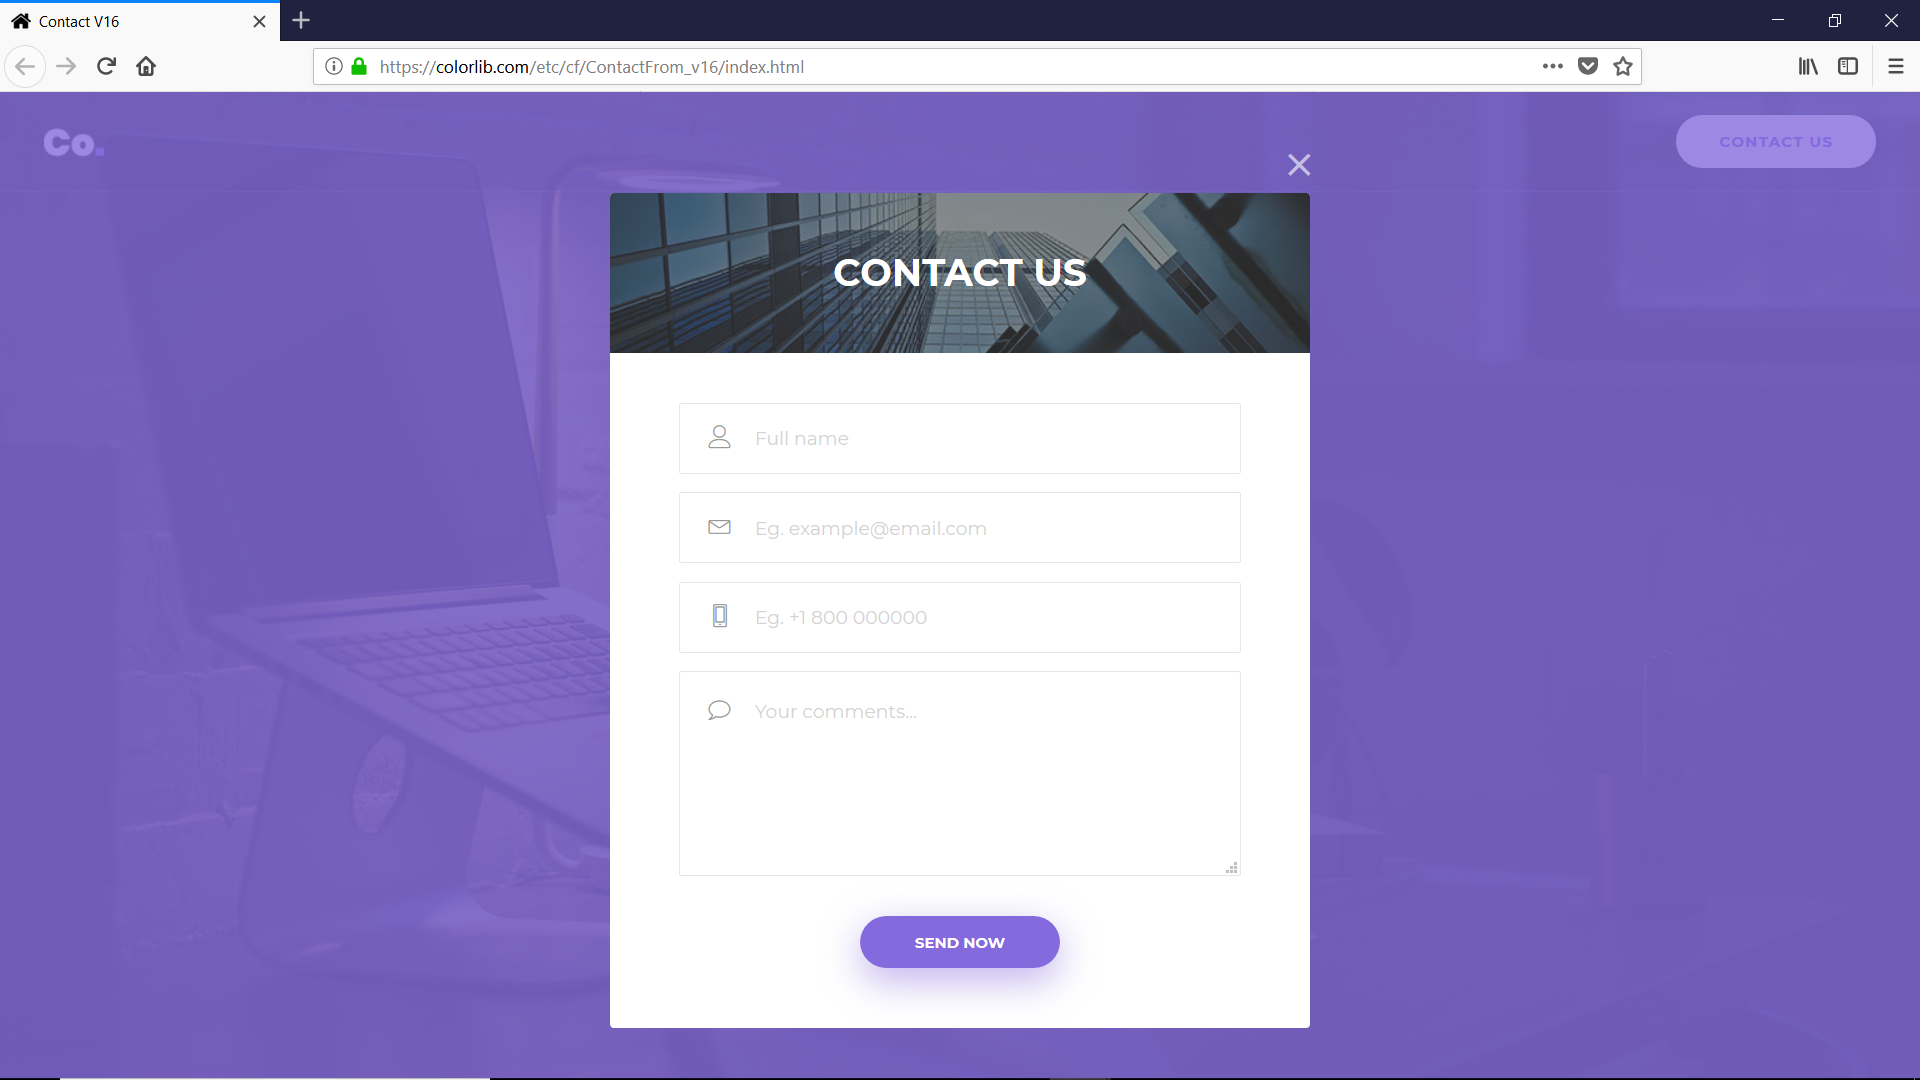 Contact V16
https://colorlib.com/etc/cf/ContactFrom_v16/index.html
Co.
CONTACT US
CONTACT US
Full name
Eg. example@email.com
Eg. +1 800 000000
Your comments...
SEND NOW